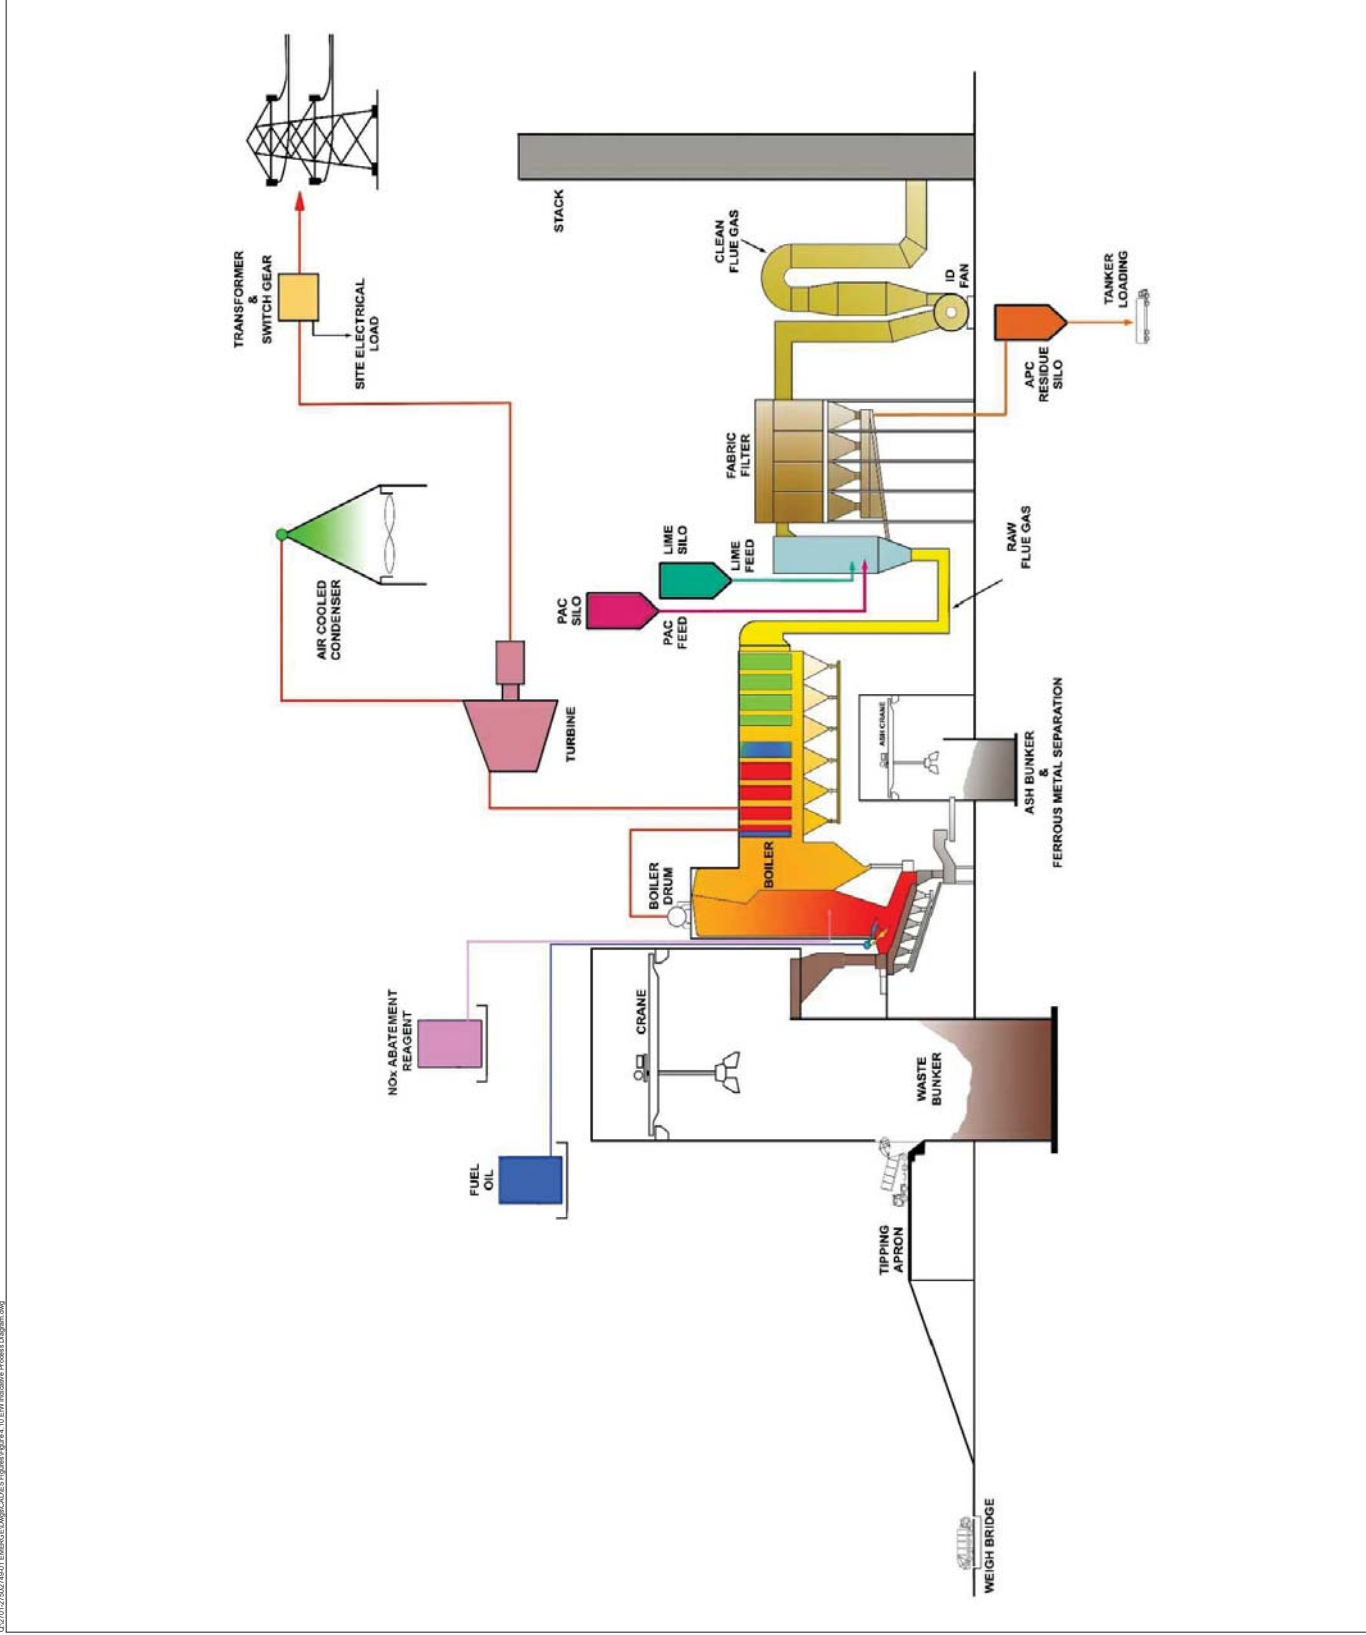 TRANSFORMER
&
SWITCH GEAR
SITE ELECTRICAL
LOAD
AIR COOLED
CONDENSER
TURBINE
STACK
CLEAN
FLUE GAS
ID
FAN
TANKER
LOADING
APC
RESIDUE
SILO
FABRIC
FILTER
LIME
SILO
LIME
FEED
PAC
SILO
PAC
FEED
RAW
FLUE GAS
ASH CRANE
ASH BUNKER
&
FERROUS METAL SEPARATION
BOILER
BOILER
DRUM
NOx ABATEMENT
REAGENT
FUEL
OIL
CRANE
WASTE
BUNKER
TIPPING
APRON
WEIGH BRIDGE